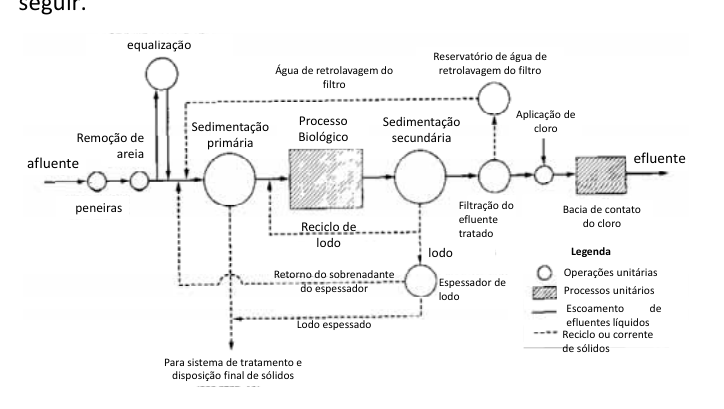 seguir.
equalização
Reservatório de água de
retrolavagem do filtro
Água de retrolavagem do
filtro
Aplicação de
cloro
Processo
Biológico
Sedimentação
secundária
Sedimentação
primária
Remoção de
areia
afluente
efluente
peneiras
Filtração do
efluente
tratado
Bacia de contato
do cloro
Reciclo de
lodo
lodo
Legenda
Operações unitárias
Processos unitários
Escoamento de
efluentes líquidos
Reciclo ou corrente
de sólidos
Retorno do sobrenadante
do espessador
Espessador de
lodo
Lodo espessado
Para sistema de tratamento e
disposição final de sólidos